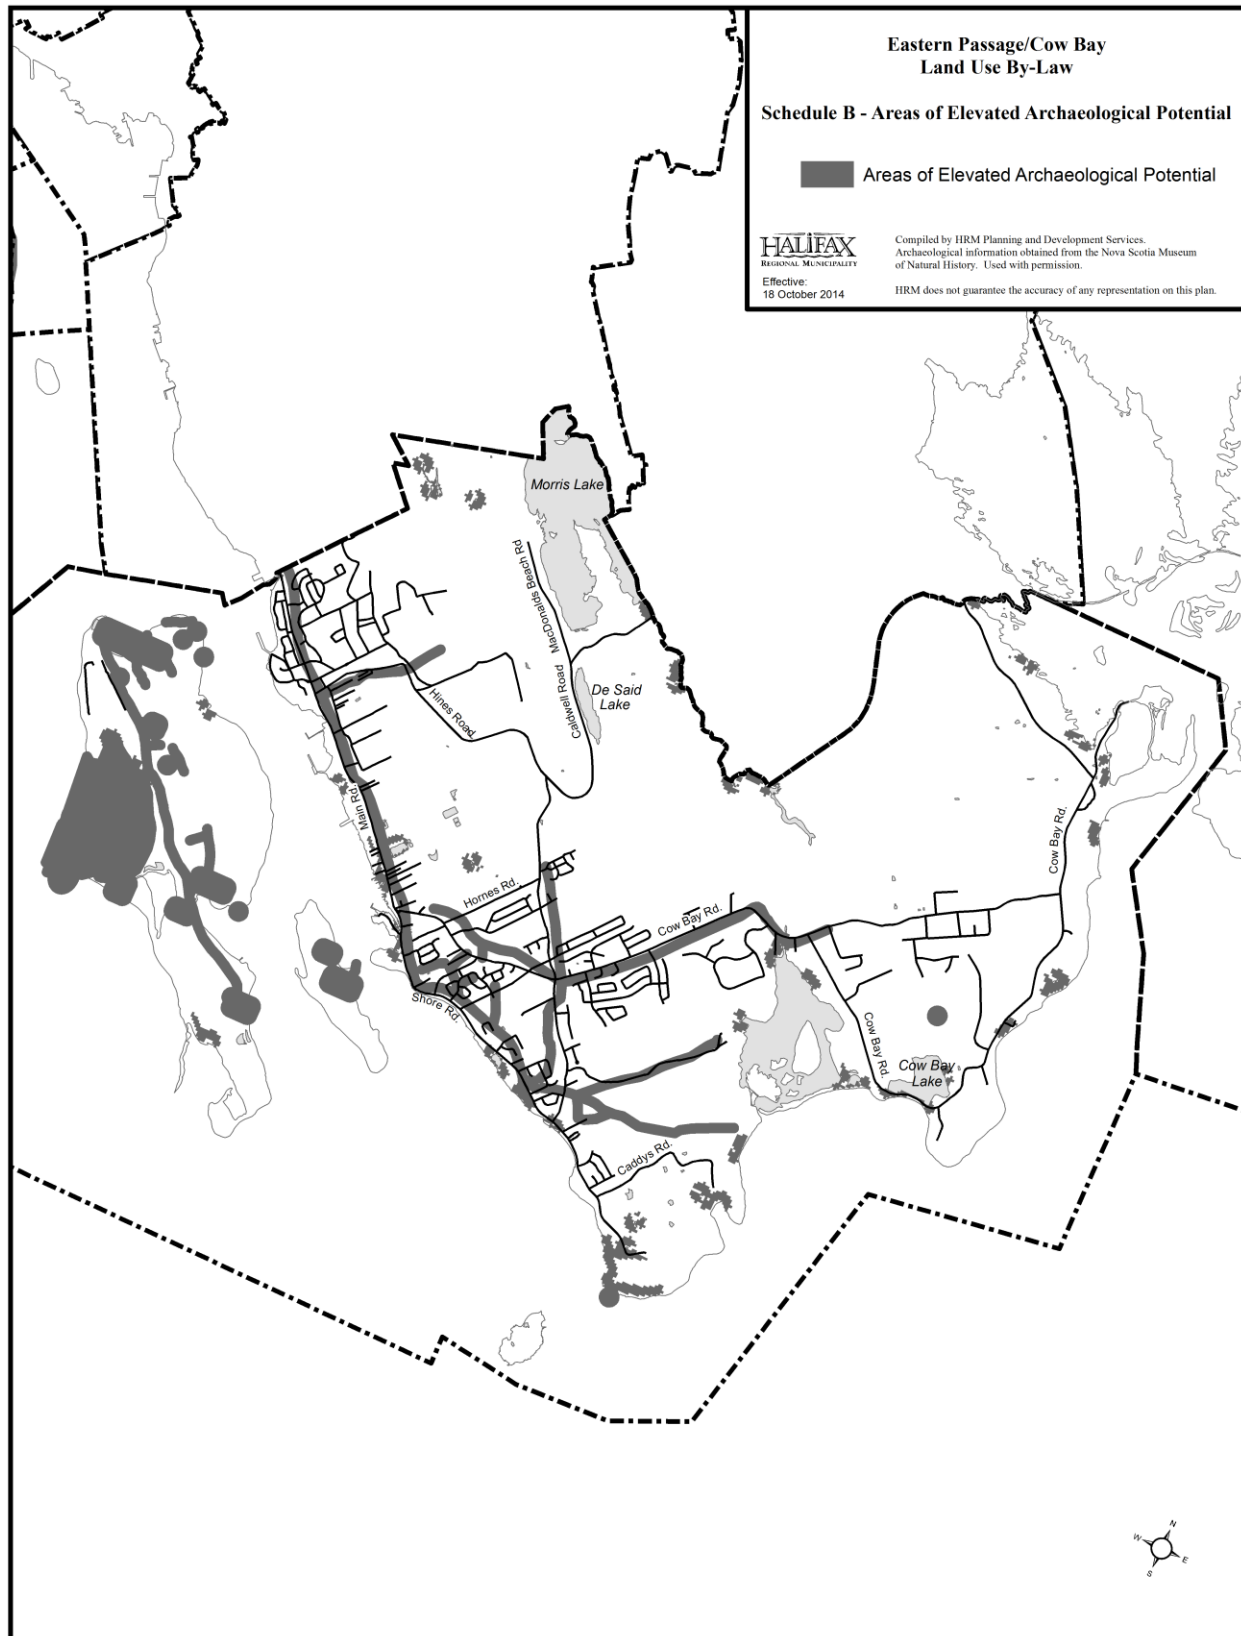 Eastern Passage/Cow Bay
Land Use By-Law
Schedule B - Areas of Elevated Archaeological Potential
Areas of Elevated Archaeological Potential
HALIFAX
REGIONAL MUNICIPALITY
Effective:
18 October 2014
Compiled by HRM Planning and Development Services.
Archaeological information obtained from the Nova Scotia Museum
of Natural History. Used with permission.
HRM does not guarantee the accuracy of any representation on this plan.
Morris Lake
MacDonalds Beach Rd
Caldwell Road
De Said
Lake
Hines Road
Main Rd.
Hornes Rd.
Cow Bay Rd.
Cow Bay Rd.
Shore Rd.
Cow Bay Rd.
Cow Bay
Lake
Caddys Rd.
N
W
E
S